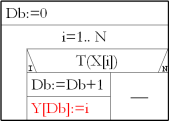 Db:=0
i=1.. N
T(X[i])
I
N
Db:=Db+1
Y[Db]:=i
—